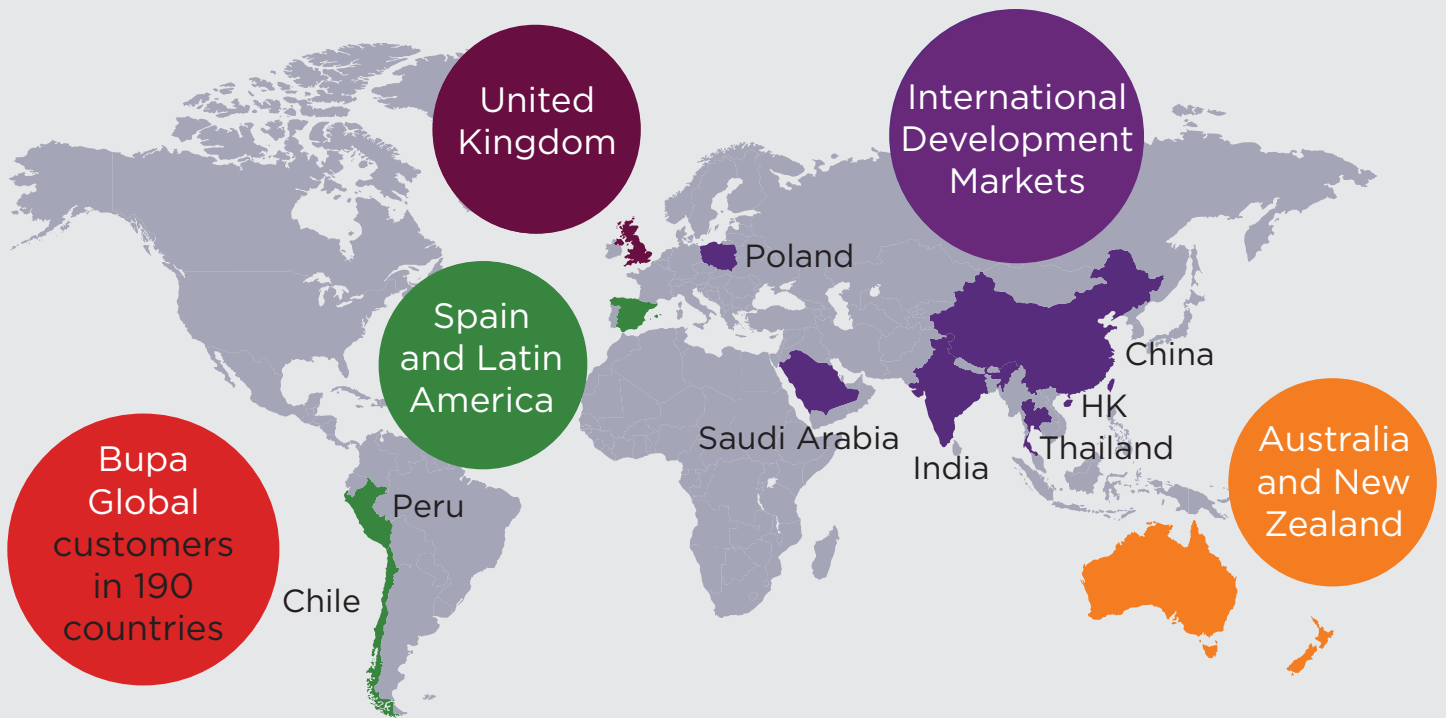 United
Kingdom
International
Development
Markets
Poland
Spain
and Latin
America
China
HK
Saudi Arabia
Thailand
India
Australia
and New
Zealand
Bupa
Global
customers
in 190
countries
Peru
Chile